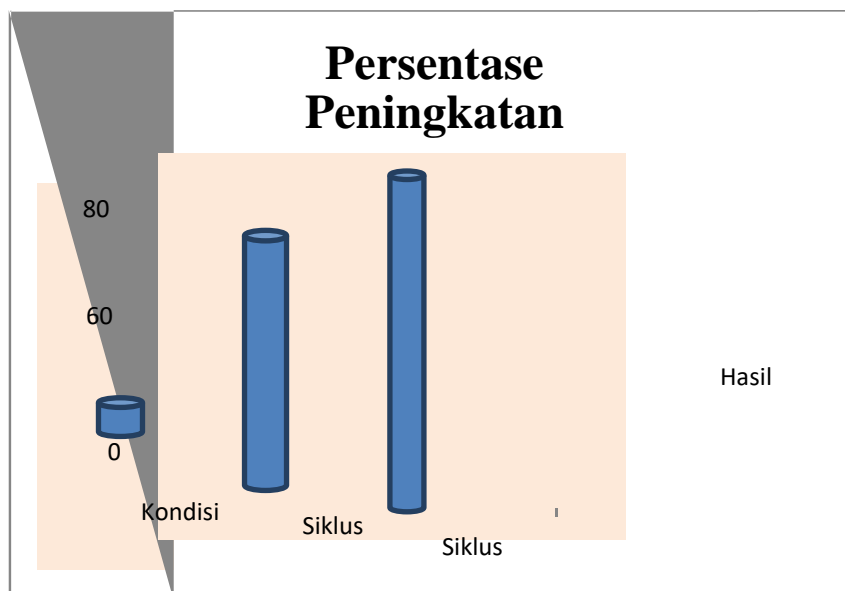 Persentase
Peningkatan
80
60
0
Hasil
Kondisi
Siklus
Siklus